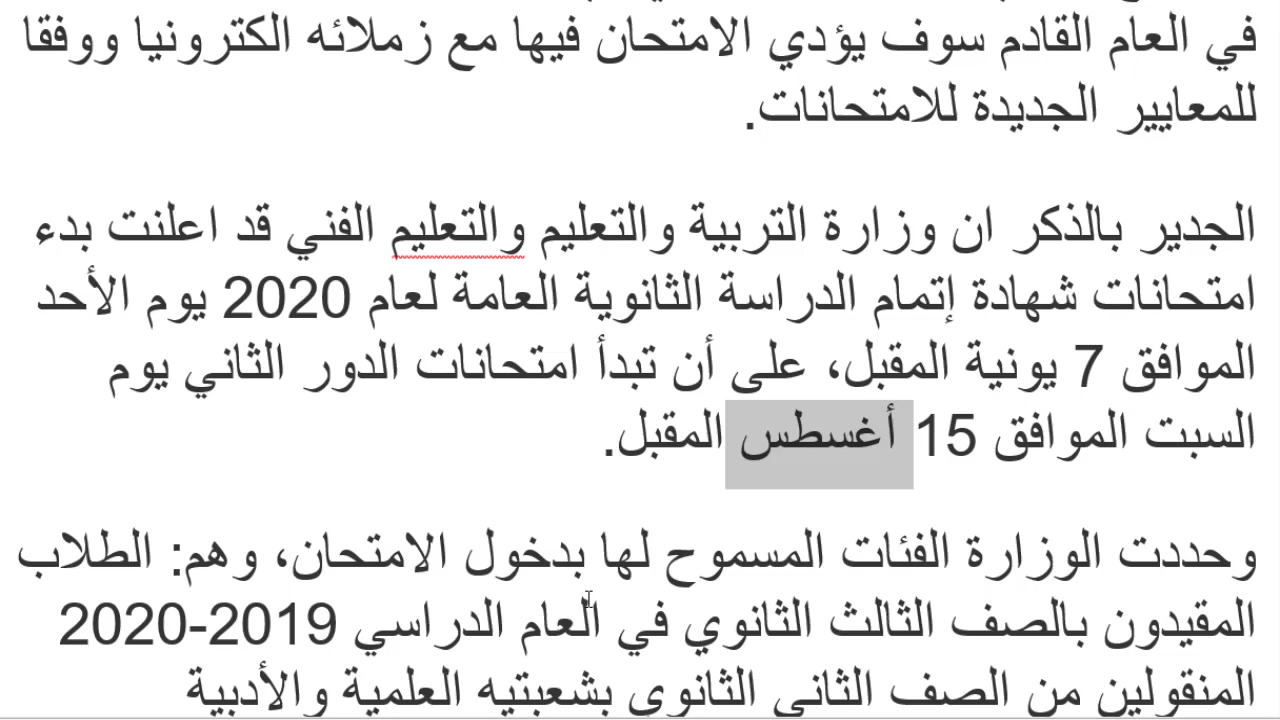 في العام القادم سوف يؤدي الامتحان فيها مع زملائه الكترونيا ووفقا
للمعايير الجديدة للامتحانات.
الجدير بالذكر ان وزارة التربية والتعليم والتعليم الفني قد اعلنت بدء
امتحانات شهادة إتمام الدراسة الثانوية العامة لعام 2020 يوم الأحد
الموافق 7 يونية المقبل، على أن تبدأ امتحانات الدور الثاني يوم
السبت الموافق 15 أغسطس المقبل.
وحددت الوزارة الفئات المسموح لها بدخول الامتحان، وهم: الطلاب
المقيدون بالصف الثالث الثانوي في العام الدراسي 2019-2020
المنقولين من الصف الثاني الثانوي بشعبتيه العلمية والأدبية